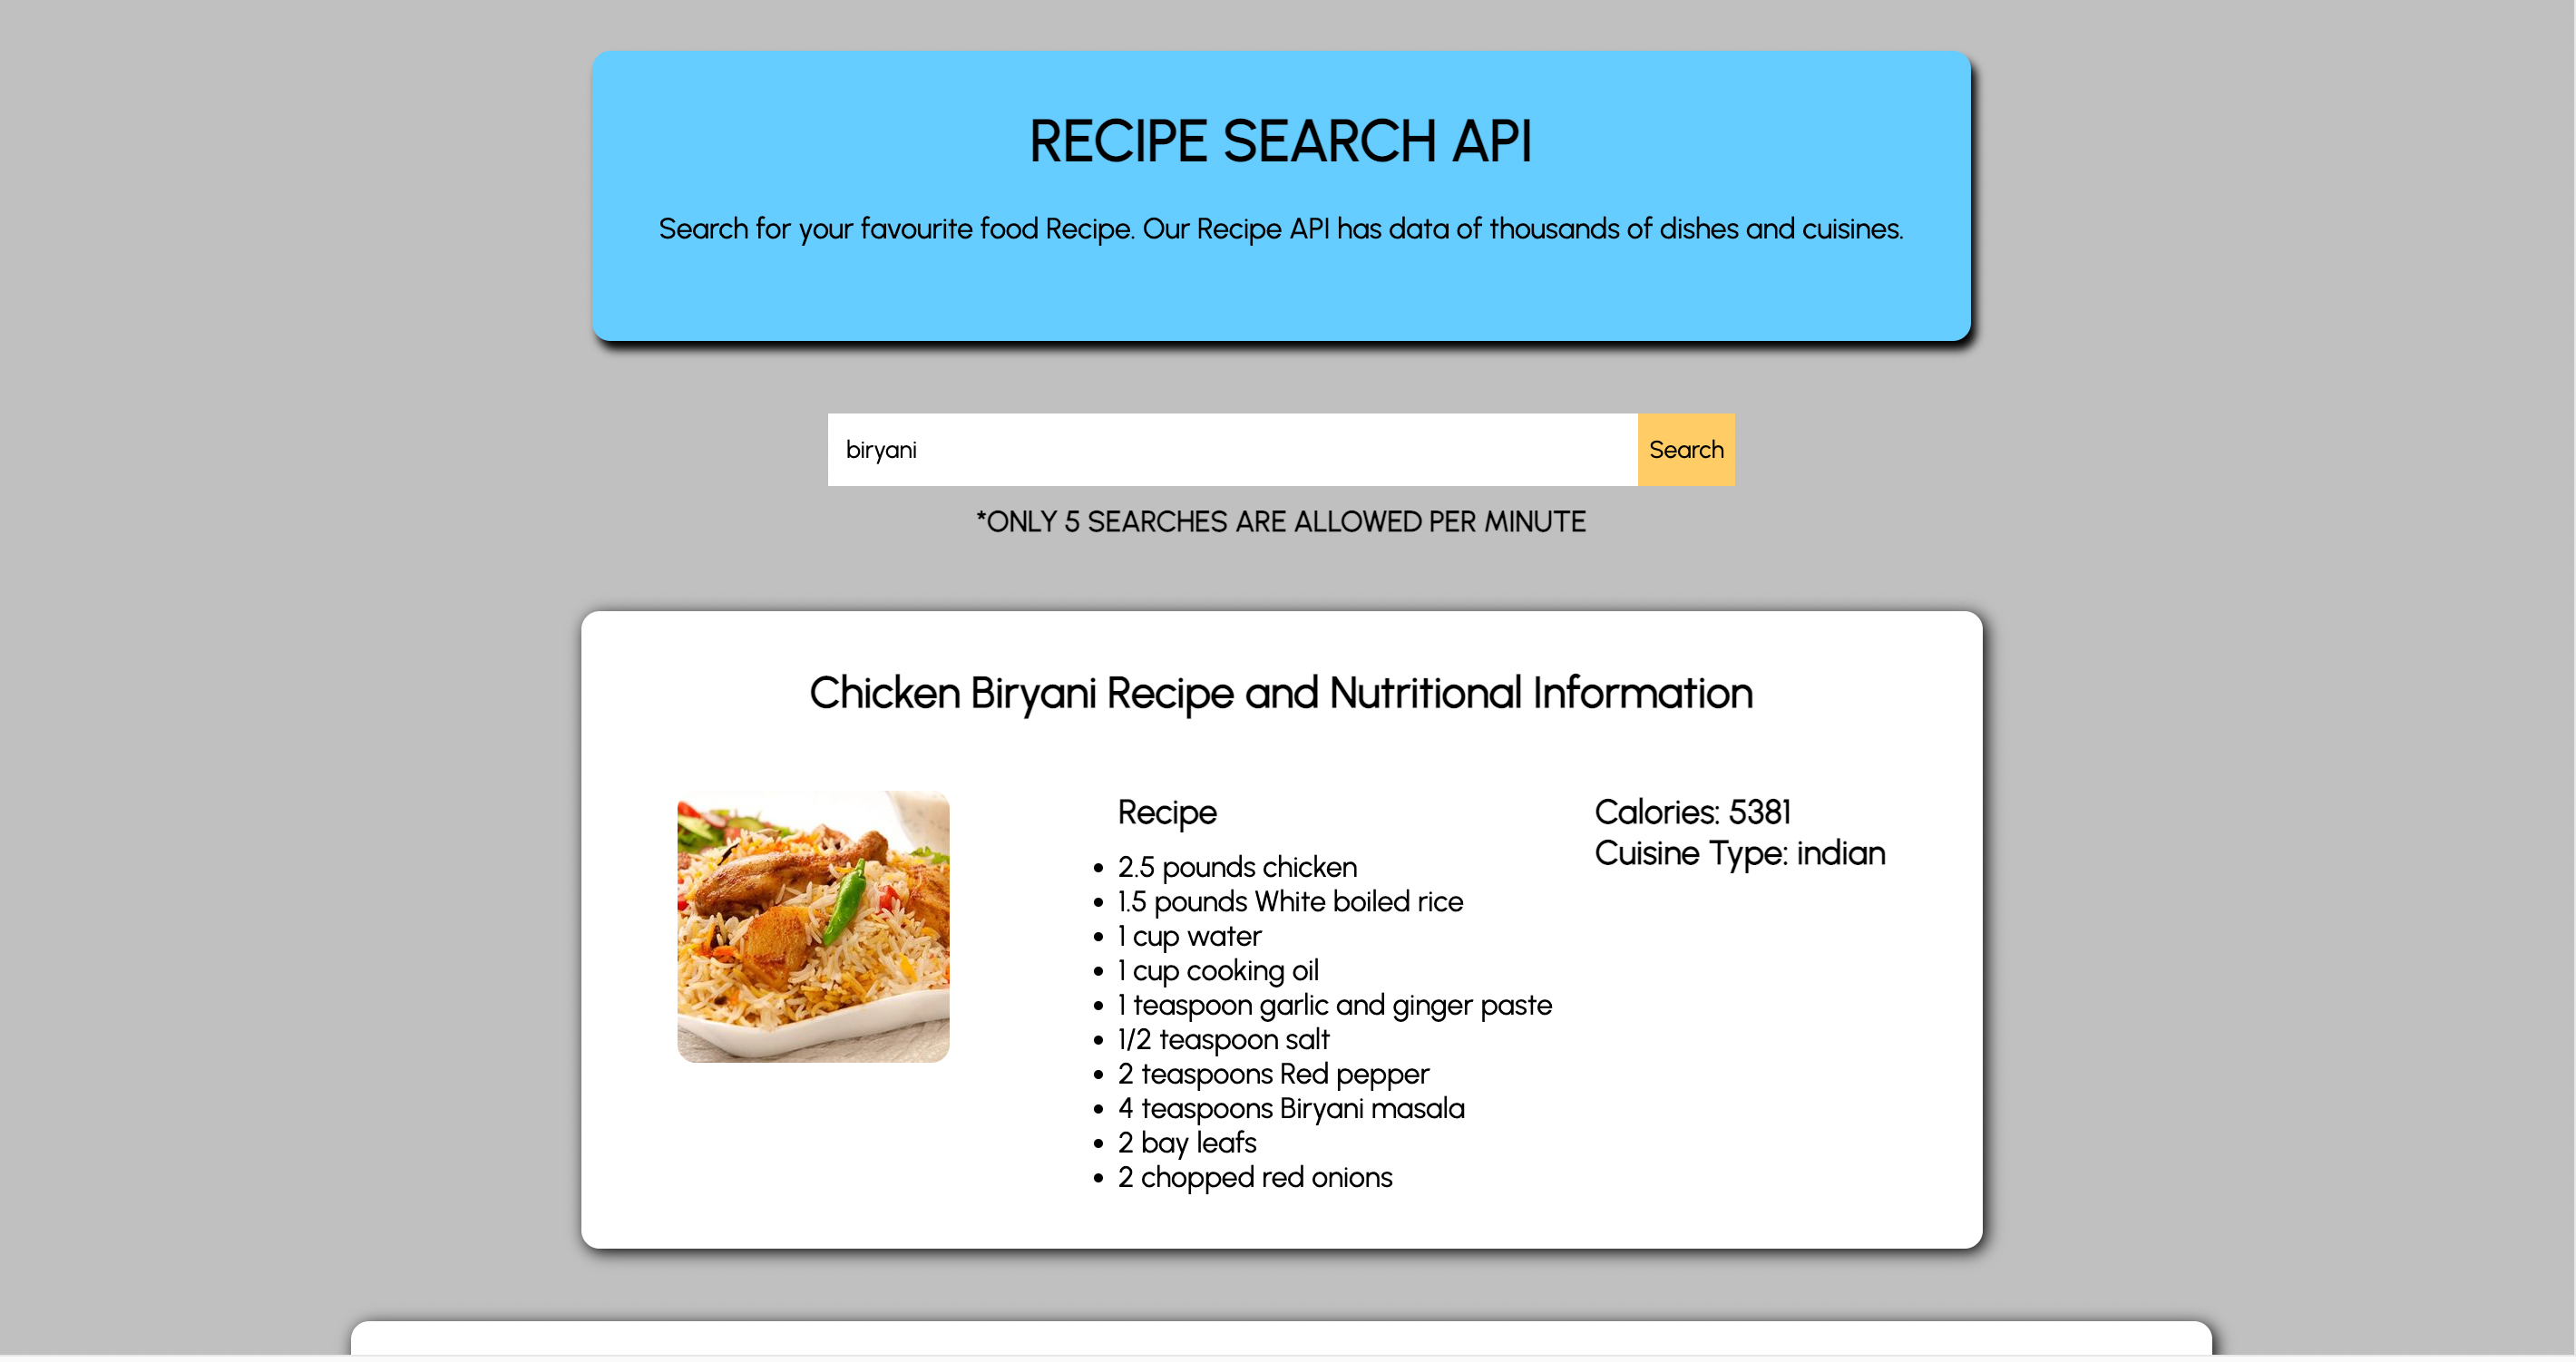 RECIPE SEARCH API
Search for your favourite food Recipe. Our Recipe API has data of thousands of dishes and cuisines.
biryani
Search
*ONLY 5 SEARCHES ARE ALLOWED PER MINUTE
Chicken Biryani Recipe and Nutritional Information
Recipe
2.5 pounds chicken
1.5 pounds White boiled rice
1 cup water
1 cup cooking oil
1 teaspoon garlic and ginger paste
1/2 teaspoon salt
2 teaspoons Red pepper
4 teaspoons Biryani masala
2 bay leafs
2 chopped red onions
Calories: 5381
Cuisine Type: indian